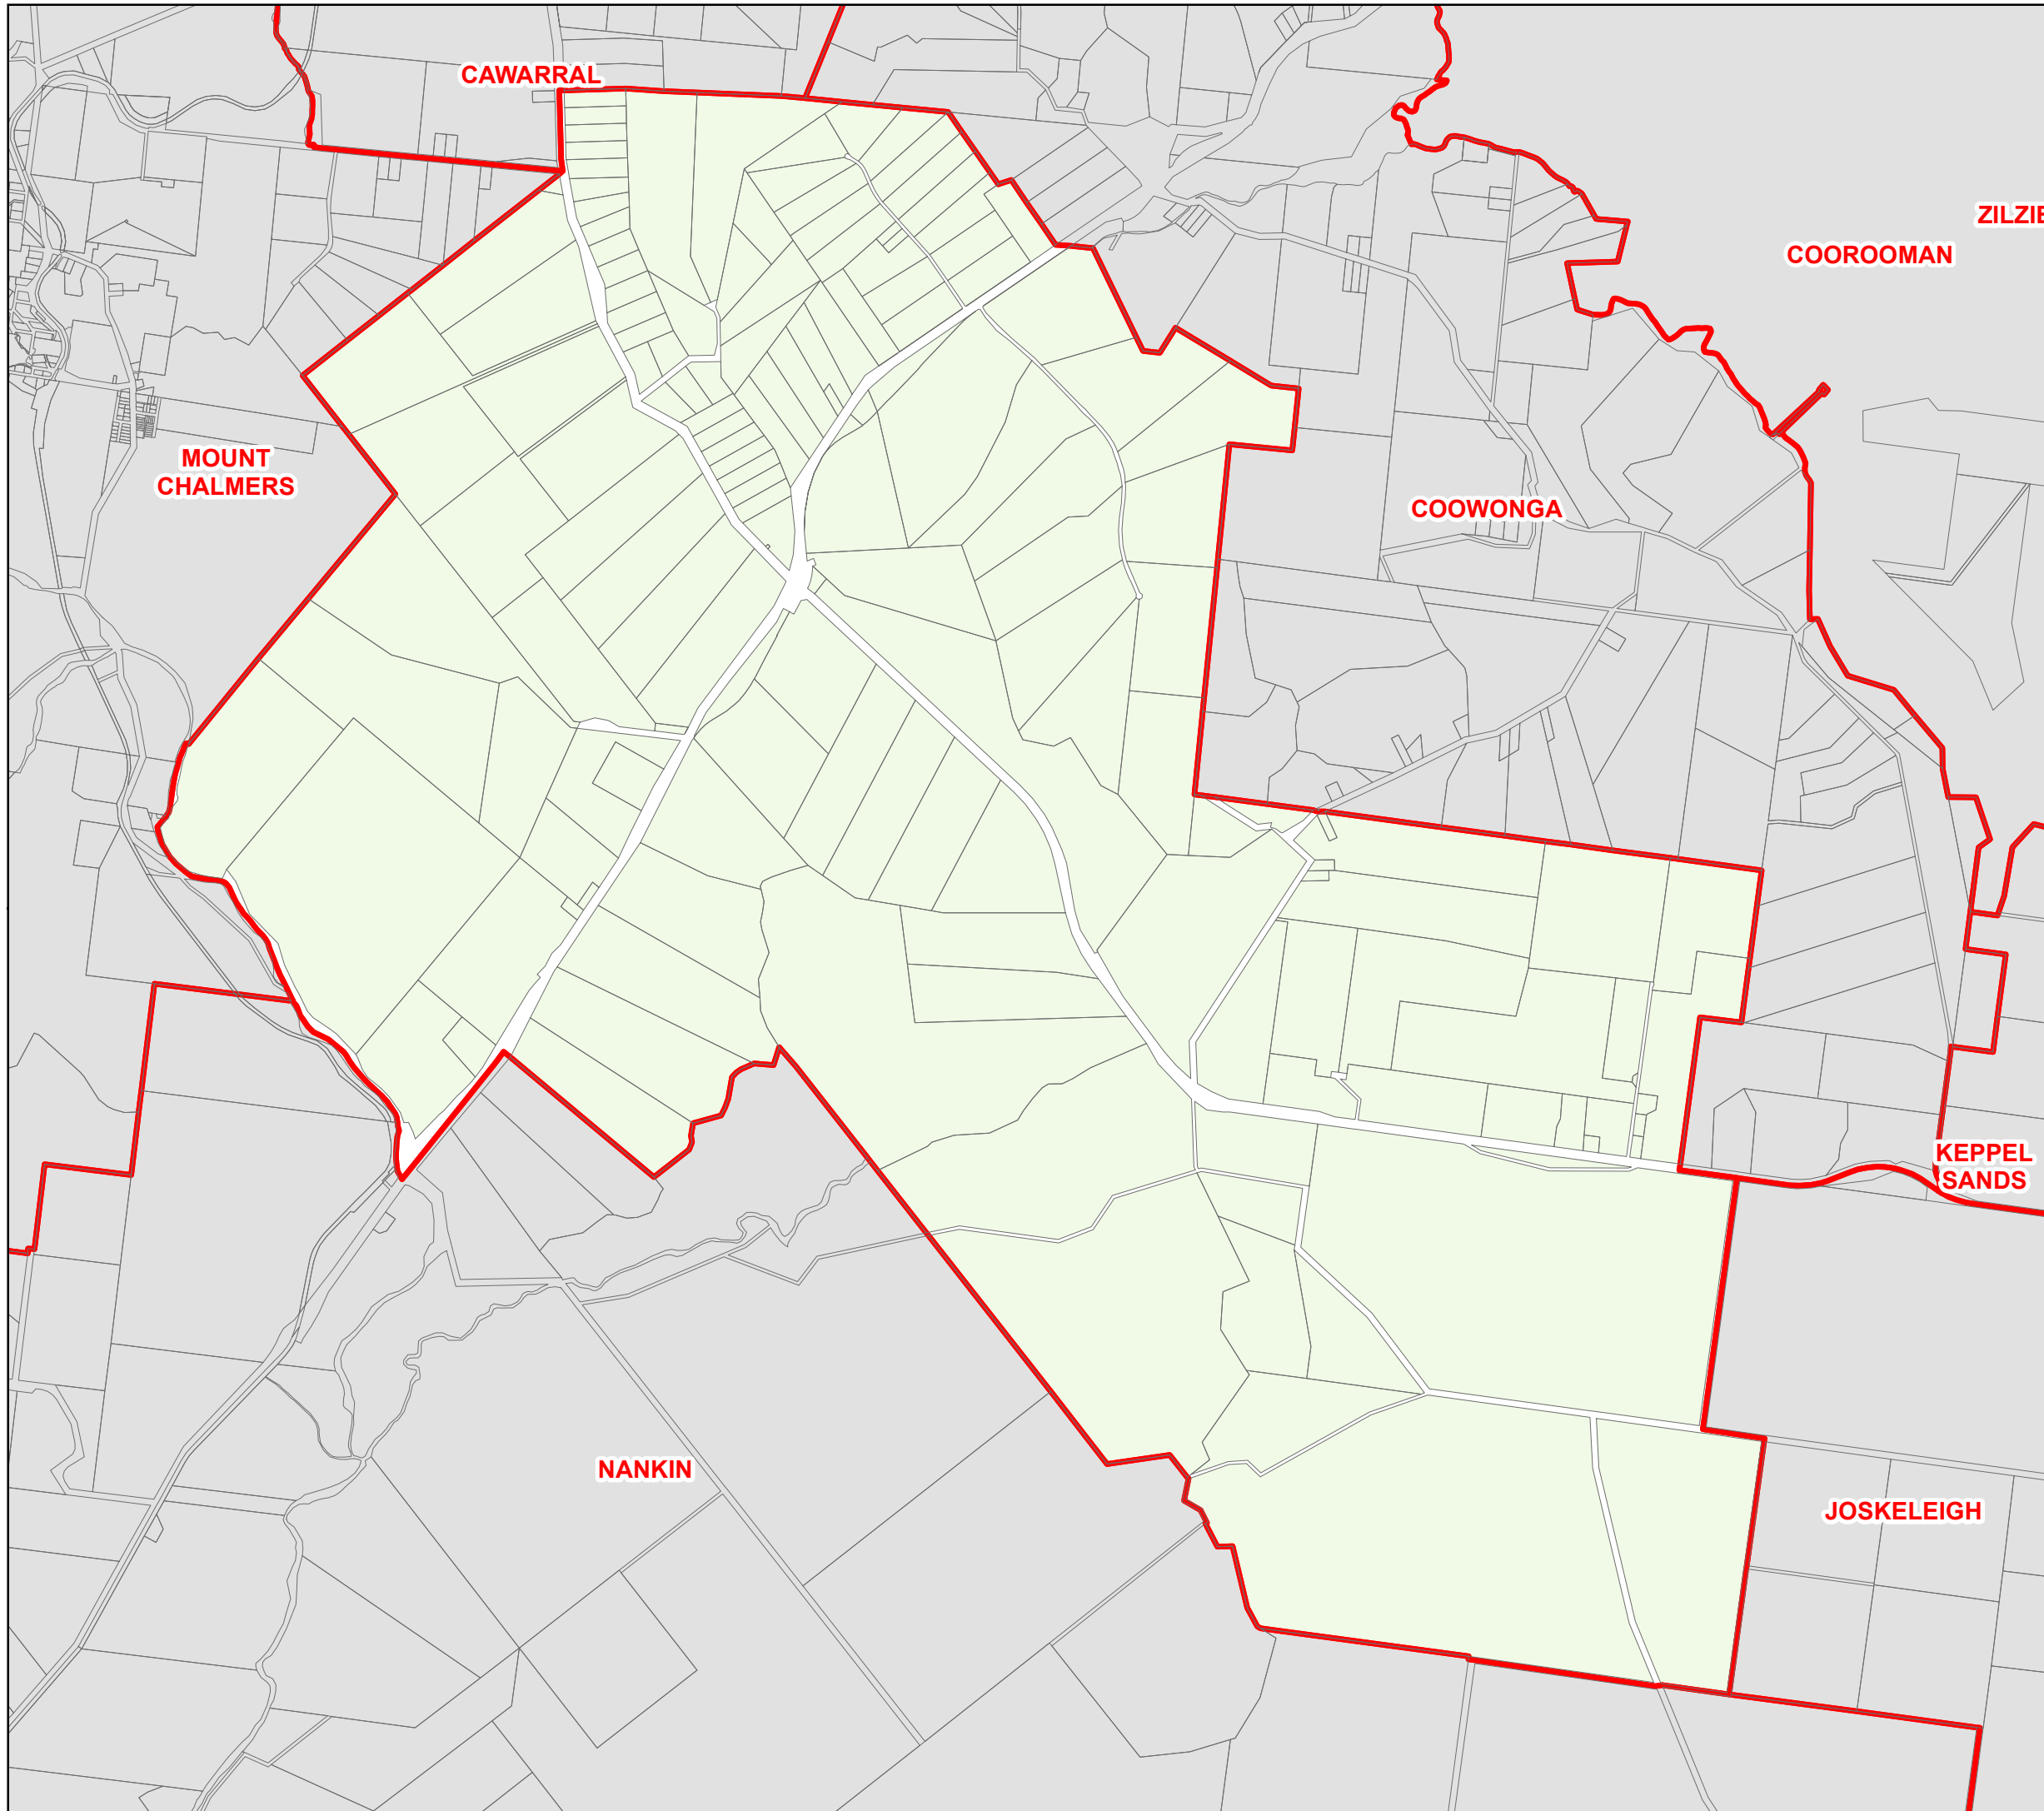 CAWARRAL
ZILZIE
COOROOMAN
MOUNT
CHALMERS
COOWONGA
KEPPEL
SANDS
NANKIN
JOSKELEIGH